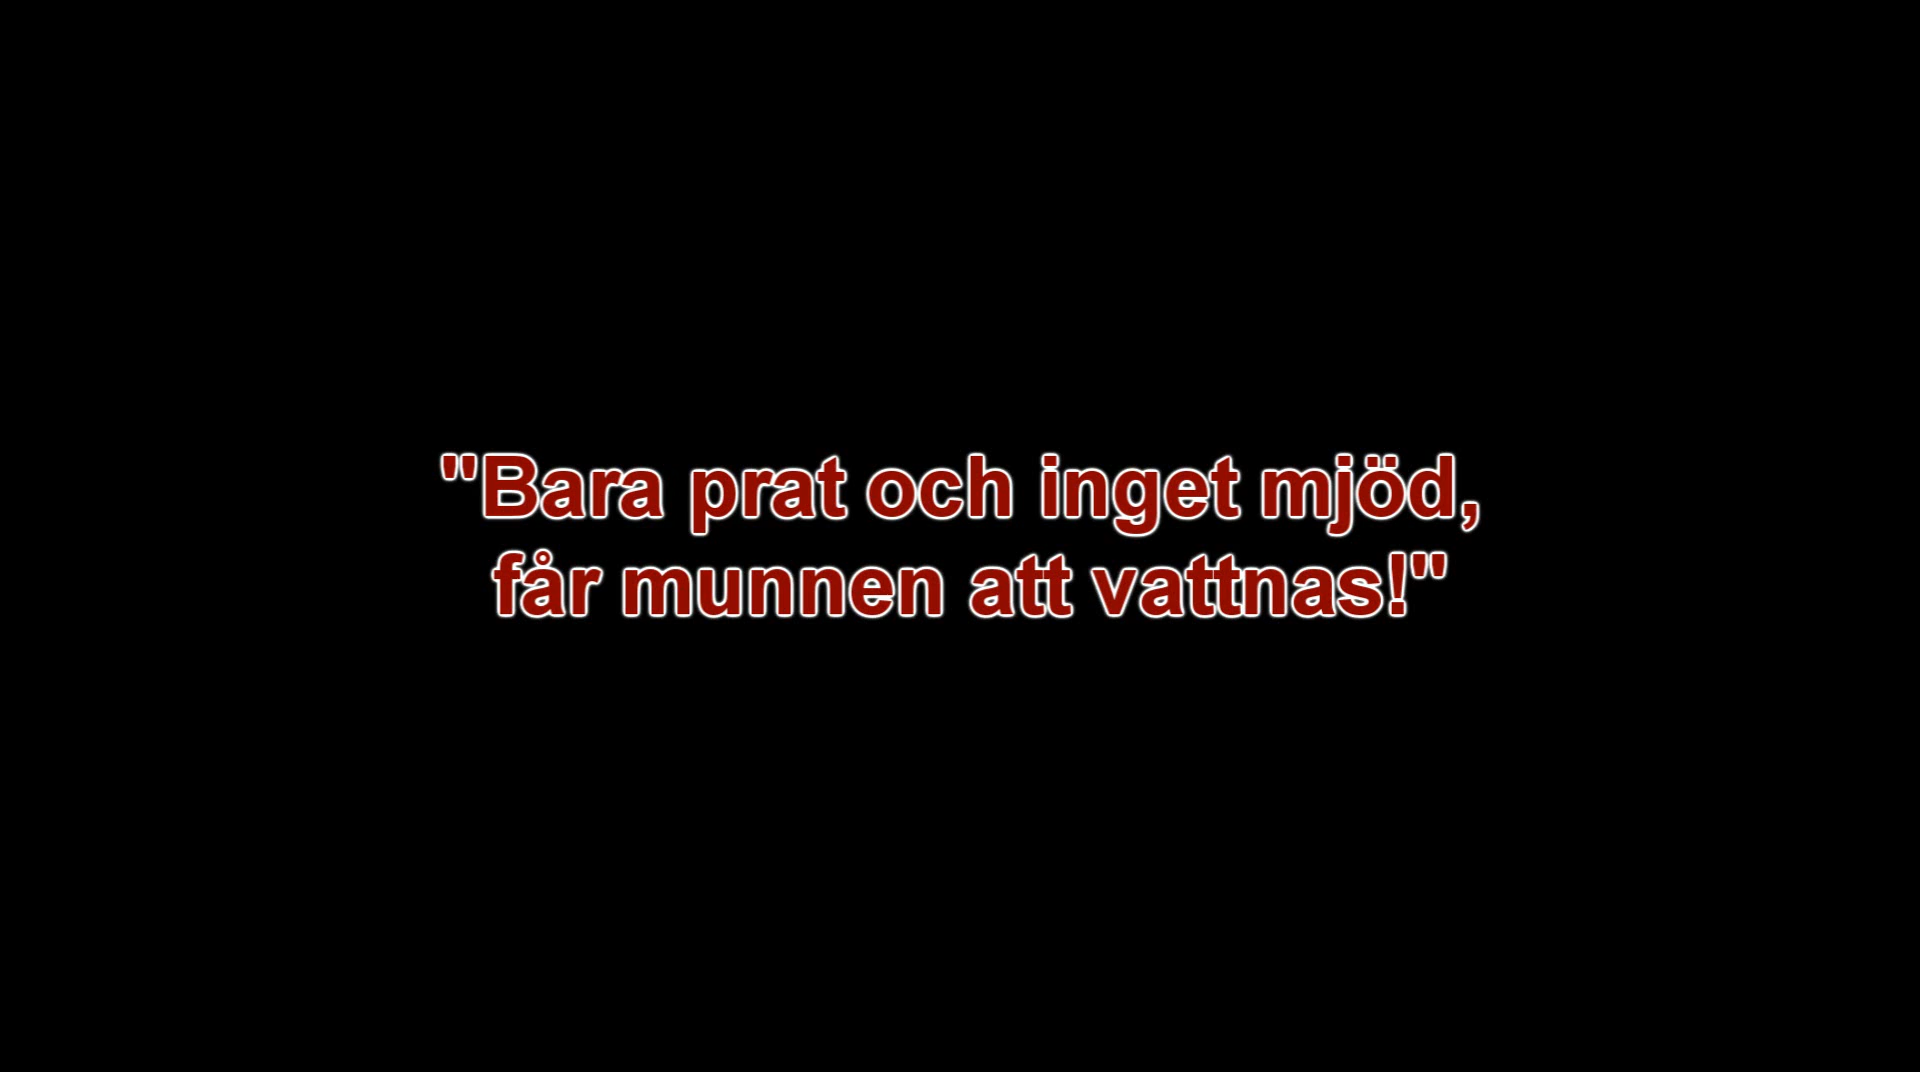 "Bara prat och inget mjöd,
får munnen att vattnas!"